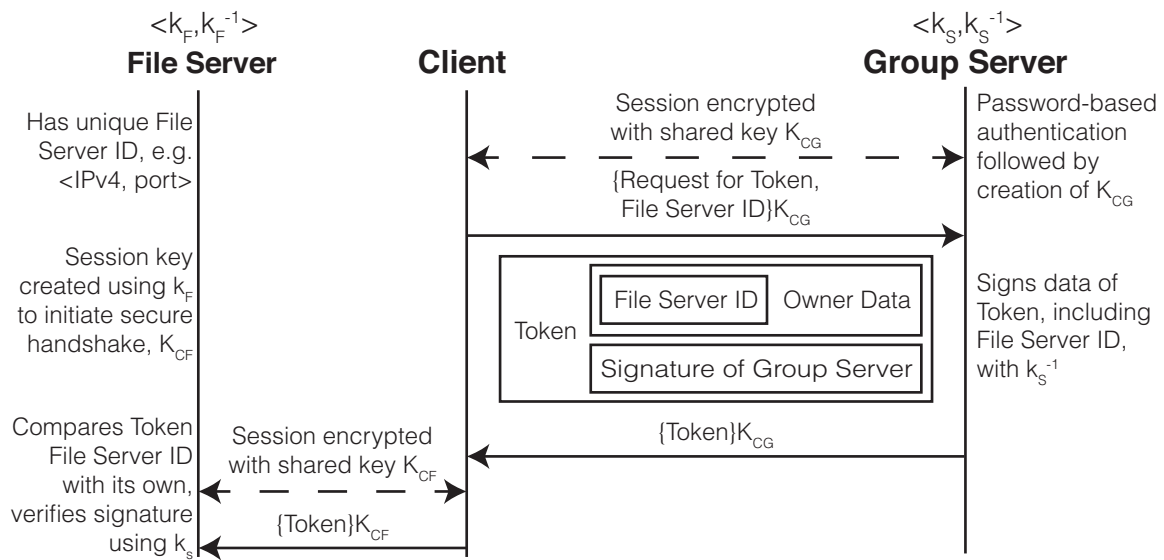 <k_F,k_F^-1>
File Server
Client
<k_S,k_S^-1>
Group Server
Has unique File
Server ID, e.g.
<IPv4, port>
Session encrypted
with shared key K_CG
Password-based
authentication
followed by
creation of K_CG
{Request for Token,
File Server ID}K_CG
Session key
created using k_F
to initiate secure
handshake, K_CF
Token
File Server ID
Owner Data
Signature of Group Server
Signs data of
Token, including
File Server ID,
with k_S^-1
{Token}K_CG
Compares Token
File Server ID
with its own,
verifies signature
using k_s
Session encrypted
with shared key K_CF
{Token}K_CF